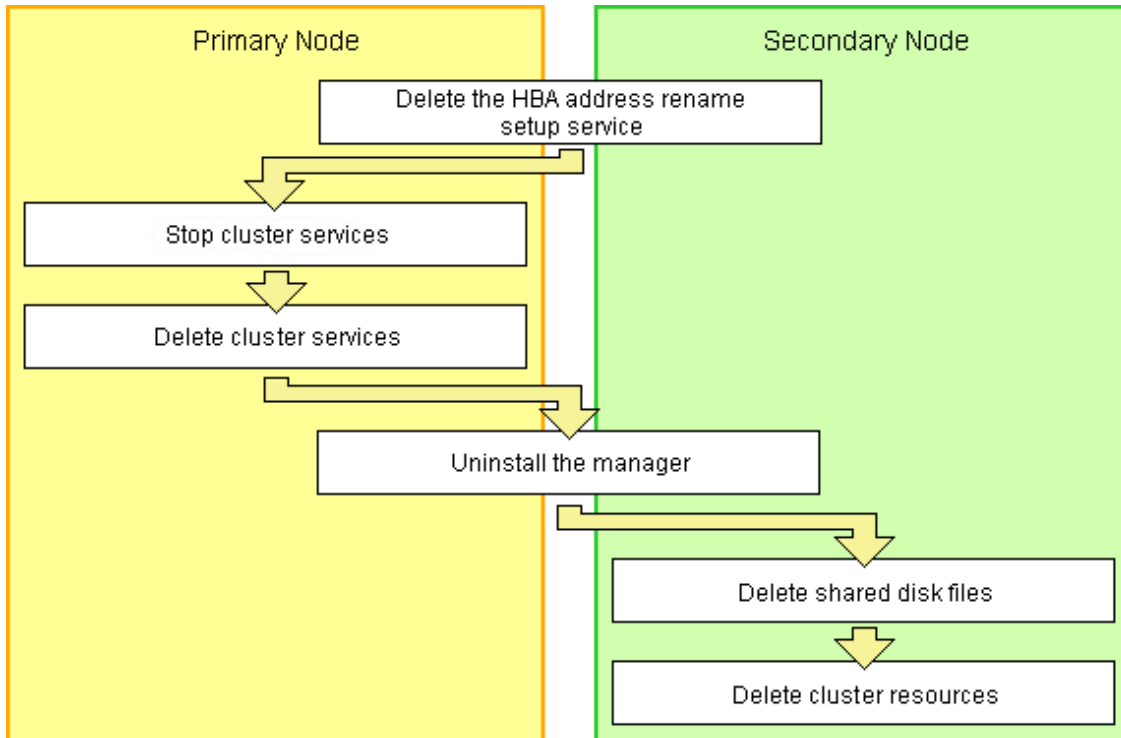 Primary Node
Secondary Node
Delete the HBA address rename
setup service
Stop cluster services
Delete cluster services
Uninstall the manager
Delete shared disk files
Delete cluster resources